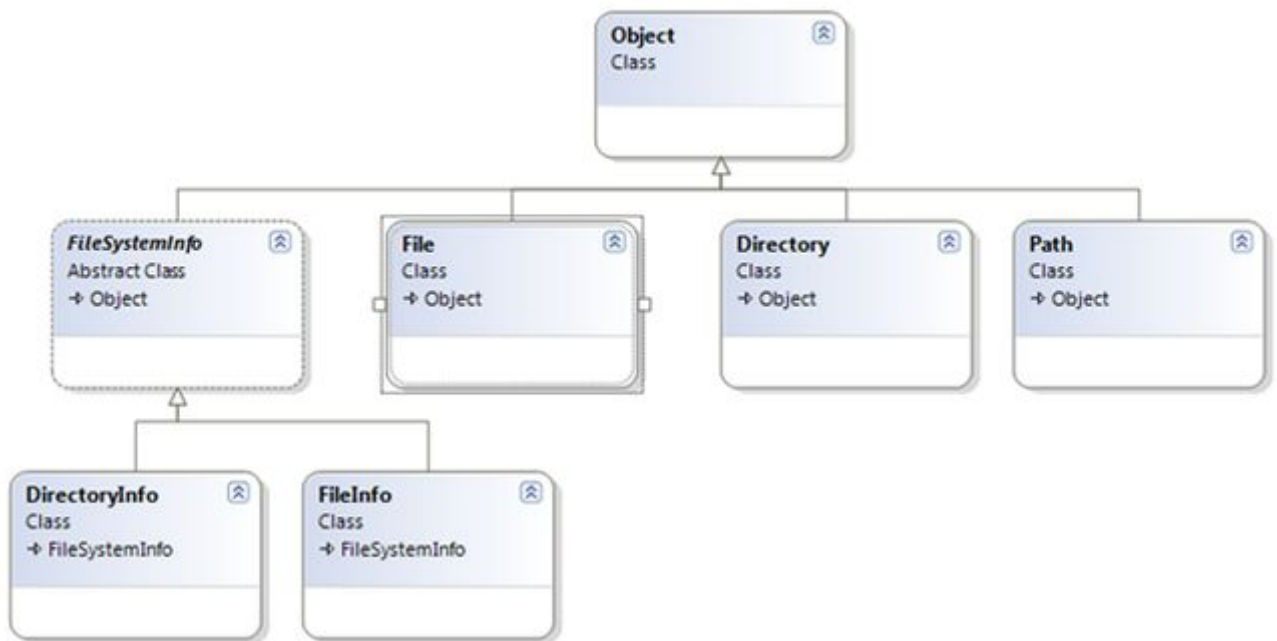 Object
Class
FileSystemInfo
Abstract Class
→ Object
File
Class
→ Object
Directory
Class
→ Object
Path
Class
→ Object
DirectoryInfo
Class
→ FileSystemInfo
FileInfo
Class
→ FileSystemInfo